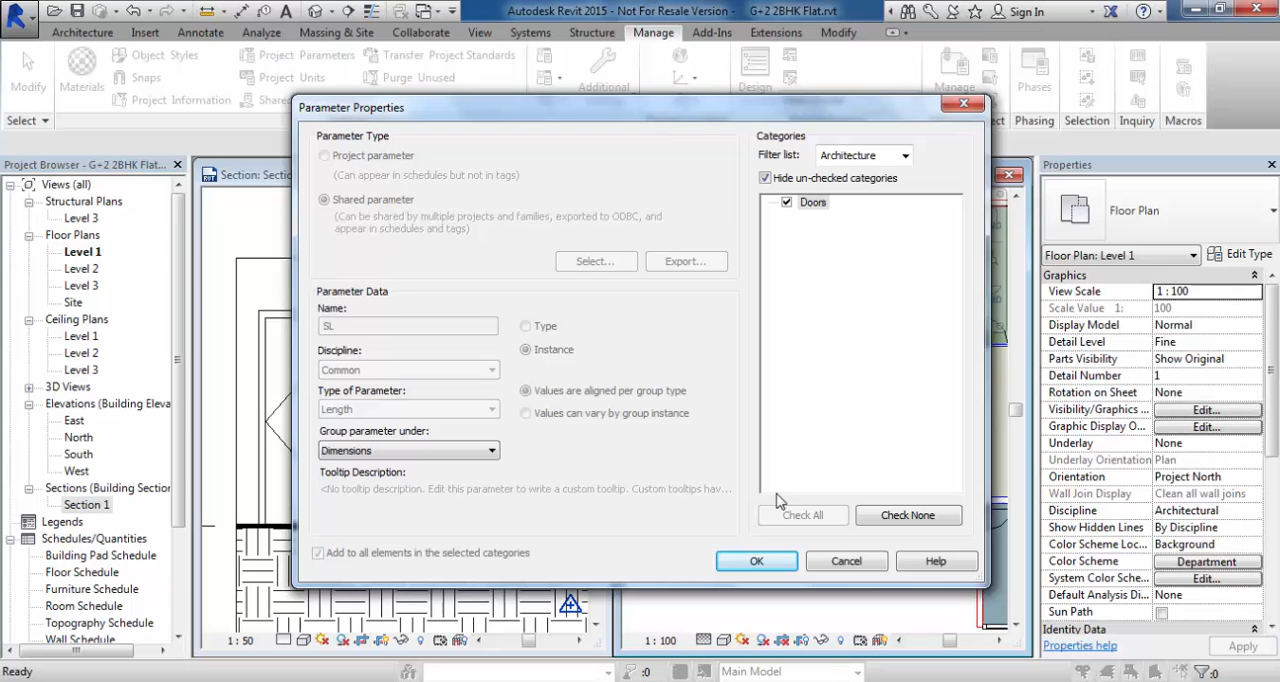 Autodesk Revit 2015 - Not For Resale Version - G+2 2BHK Flat.rvt
Sign In
Architecture Insert Annotate Analyze Massing & Site Collaborate View Systems Structure Manage Add-Ins Extensions Modify
Modify
Materials
Object Styles
Snaps
Project Information
Project Parameters
Project Units
Transfer Project Standards
Purge Unused
Additional
Design
Manage
Phases
Select
Phasing
Selection
Inquiry
Macros
Project Browser - G+2 2BHK Flat...
Views (all)
Structural Plans
Level 3
Floor Plans
Level 1
Level 2
Level 3
Site
Ceiling Plans
Level 1
Level 2
Level 3
3D Views
Elevations (Building Eleva
East
North
South
West
Sections (Building Section
Section 1
Legends
Schedules/Quantities
Building Pad Schedule
Floor Schedule
Furniture Schedule
Room Schedule
Topography Schedule
Wall Schedule
Parameter Properties
Parameter Type
Project parameter
(Can appear in schedules but not in tags)
Shared parameter
(Can be shared by multiple projects and families, exported to ODBC, and
appear in schedules and tags)
Select...
Export...
Parameter Data
Name:
SL
Type
Discipline:
Instance
Common
Type of Parameter:
Values are aligned per group type
Length
Values can vary by group instance
Group parameter under:
Dimensions
Tooltip Description:
<No tooltip description. Edit this parameter to write a custom tooltip. Custom tooltips hav...
Add to all elements in the selected categories
Categories
Filter list:
Architecture
Hide un-checked categories
Doors
Check All
Check None
OK
Cancel
Help
1 : 50
1 : 100
Properties
Floor Plan
Floor Plan: Level 1
Edit Type
Graphics
View Scale 1 : 100
Scale Value 1: 100
Display Model Normal
Detail Level Fine
Parts Visibility Show Original
Detail Number 1
Rotation on Sheet None
Visibility/Graphics ... Edit...
Graphic Display O... Edit...
Underlay None
Underlay Orientation Plan
Orientation Project North
Wall Join Display Clean all wall joins
Discipline Architectural
Show Hidden Lines By Discipline
Color Scheme Loc... Background
Color Scheme Department
System Color Sche... Edit...
Default Analysis Di... None
Sun Path
Identity Data
Properties help
Apply
Ready
:0
Main Model
:0